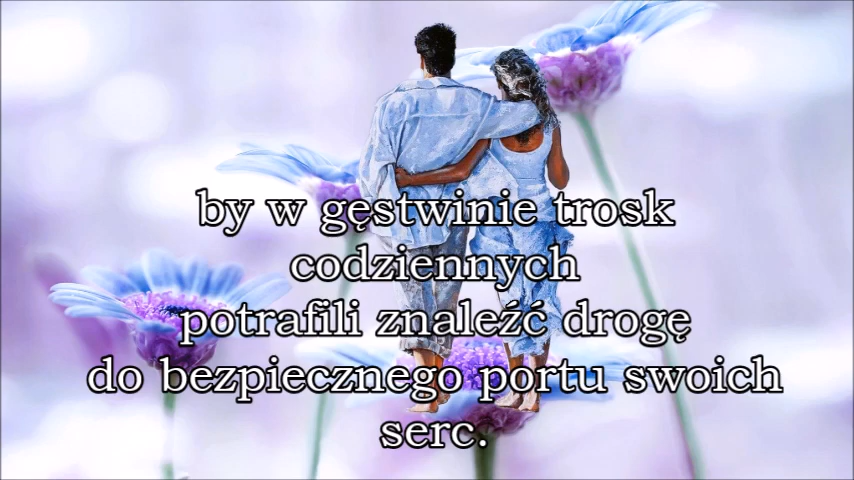 by w gęstwinie trosk
codziennych
potrafili znaleźć drogę
do bezpiecznego portu swoich
serc.